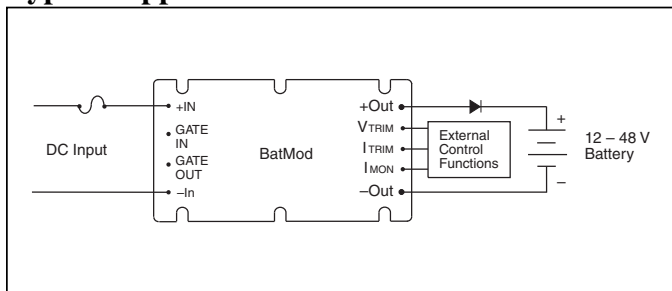 DC Input
+IN
GATE
IN
GATE
OUT
–In
BatMod
+Out
VTRIM
ITRIM
IMON
–Out
External
Control
Functions
+
12 – 48 V
Battery
–